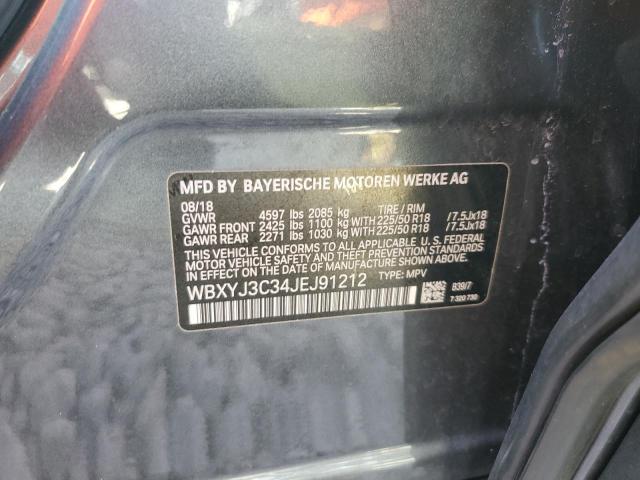 MFD BY BAYERISCHE MOTOREN WERKE AG
08/18
GVWR 4597 lbs 2085 kg TIRE / RIM
GAWR FRONT 2425 lbs 1100 kg WITH 225/50 R18 /7.5Jx18
GAWR REAR 2271 lbs 1030 kg WITH 225/50 R18 /7.5Jx18
THIS VEHICLE CONFORMS TO ALL APPLICABLE U. S. FEDERAL
MOTOR VEHICLE SAFETY AND THEFT PREVENTION STANDARDS
IN EFFECT ON THE DATE OF MANUFACTURE SHOWN ABOVE.
WBXYJ3C34JEJ91212 TYPE: MPV
B39/7
7 320 730